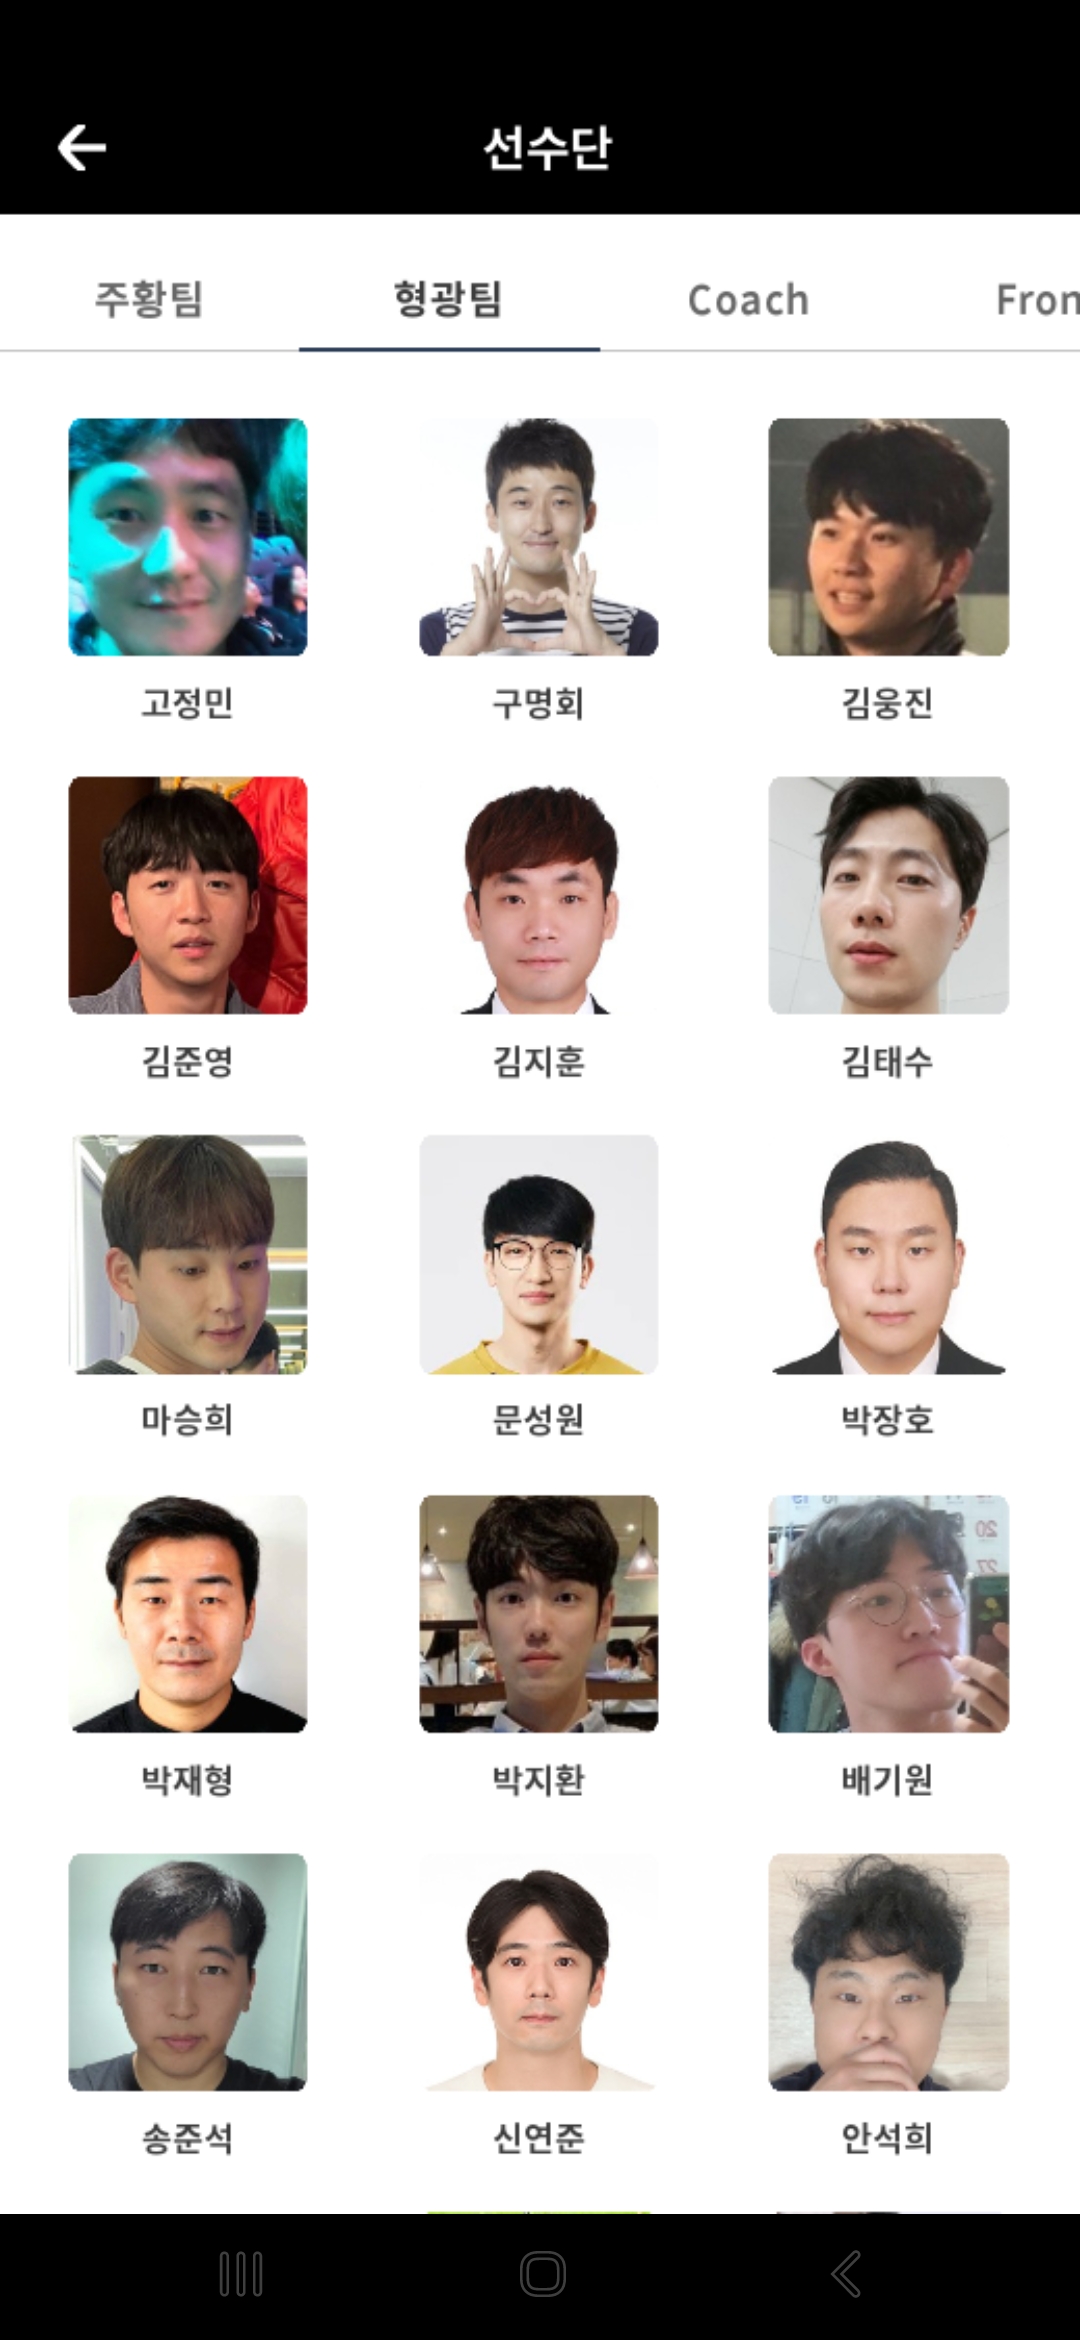 선수단
주황팀 형광팀 Coach Fron
고정민 구명회 김웅진
김준영 김지훈 김태수
마승희 문성원 박장호
20
27
박재형 박지환 배기원
송준석 신연준 안석희